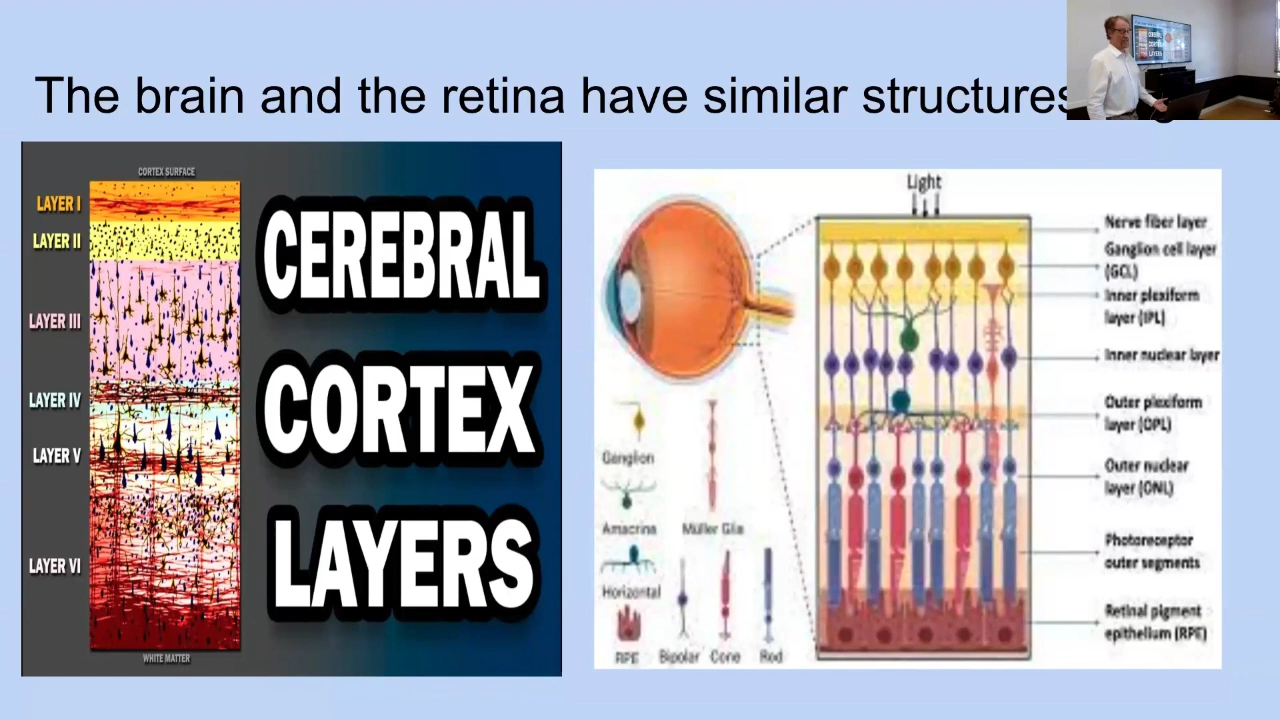 The brain and the retina have similar structures
CORTEX SURFACE
LAYER I
LAYER II
LAYER III
LAYER IV
LAYER V
LAYER VI
WHITE MATTER
CEREBRAL
CORTEX
LAYERS
Light
Nerve fiber layer
Ganglion cell layer
(GCL)
Inner plexiform
layer (IPL)
Inner nuclear layer
Outer plexiform
layer (OPL)
Outer nuclear
layer (ONL)
Photoreceptor
outer segments
Retinal pigment
epithelium (RPE)
Ganglion
Amacrine
Müller Glia
Horizontal
RPE
Bipolar
Cone
Rod
CEREBRAL
CORTEX
LAYERS